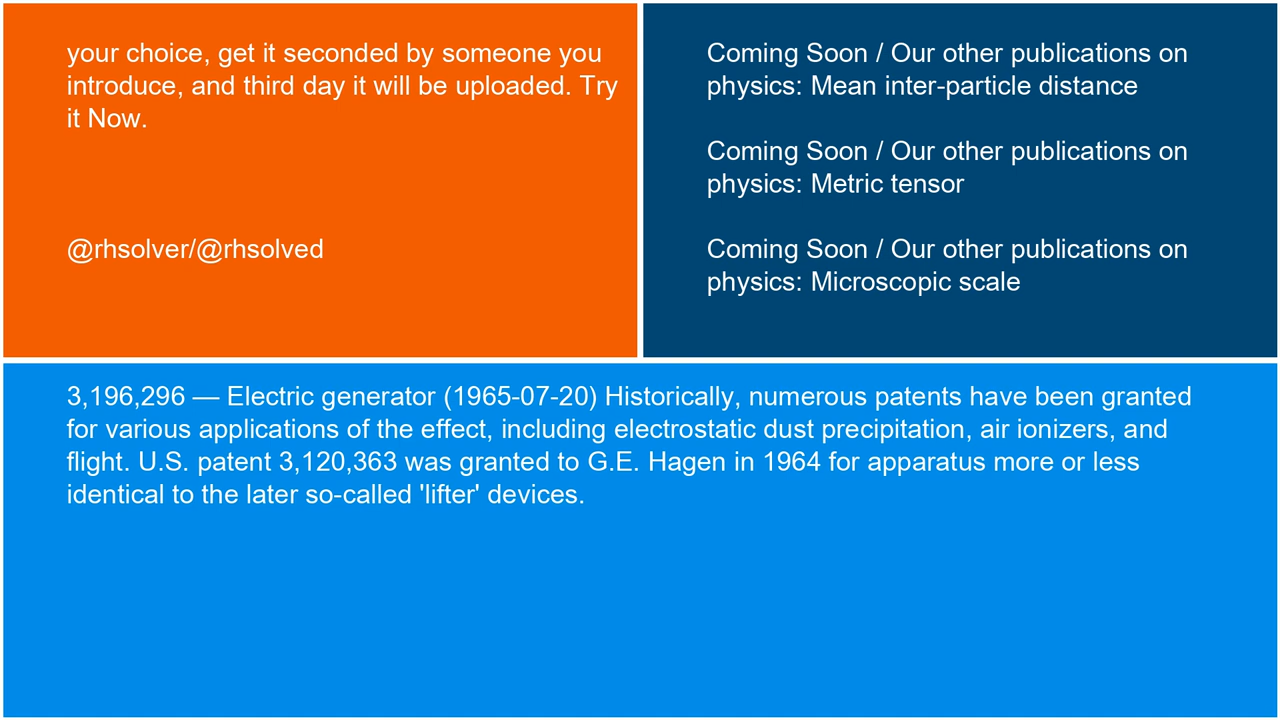 your choice, get it seconded by someone you
introduce, and third day it will be uploaded. Try
it Now.
@rhsolver/@rhsolved
Coming Soon / Our other publications on
physics: Mean inter-particle distance
Coming Soon / Our other publications on
physics: Metric tensor
Coming Soon / Our other publications on
physics: Microscopic scale
3,196,296 — Electric generator (1965-07-20) Historically, numerous patents have been granted
for various applications of the effect, including electrostatic dust precipitation, air ionizers, and
flight. U.S. patent 3,120,363 was granted to G.E. Hagen in 1964 for apparatus more or less
identical to the later so-called 'lifter' devices.